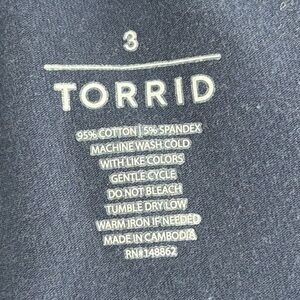 3
TORRID
95% COTTON | 5% SPANDEX
MACHINE WASH COLD
WITH LIKE COLORS
GENTLE CYCLE
DO NOT BLEACH
TUMBLE DRY LOW
WARM IRON IF NEEDED
MADE IN CAMBODIA
RN#148862